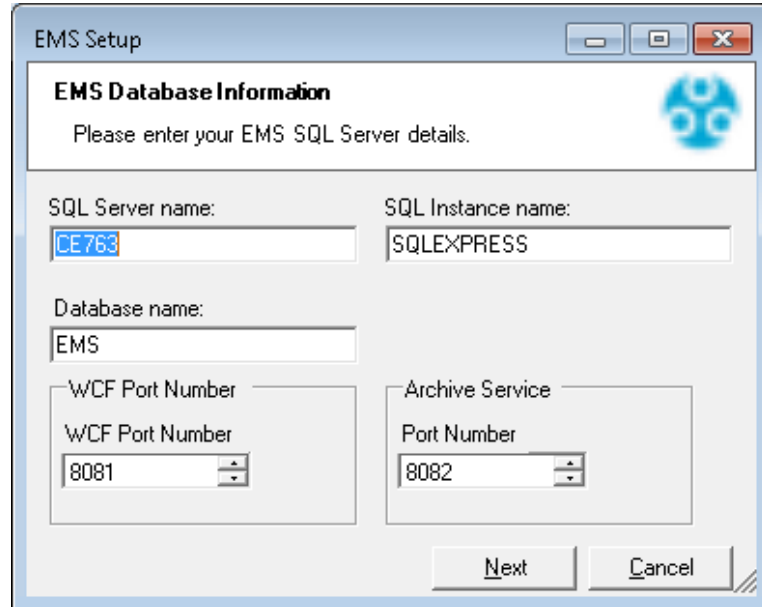 EMS Setup
EMS Database Information
Please enter your EMS SQL Server details.
SQL Server name:
SQL Instance name:
CE763
SQLEXPRESS
Database name:
EMS
WCF Port Number
Archive Service
WCF Port Number
Port Number
8081
8082
Next
Cancel